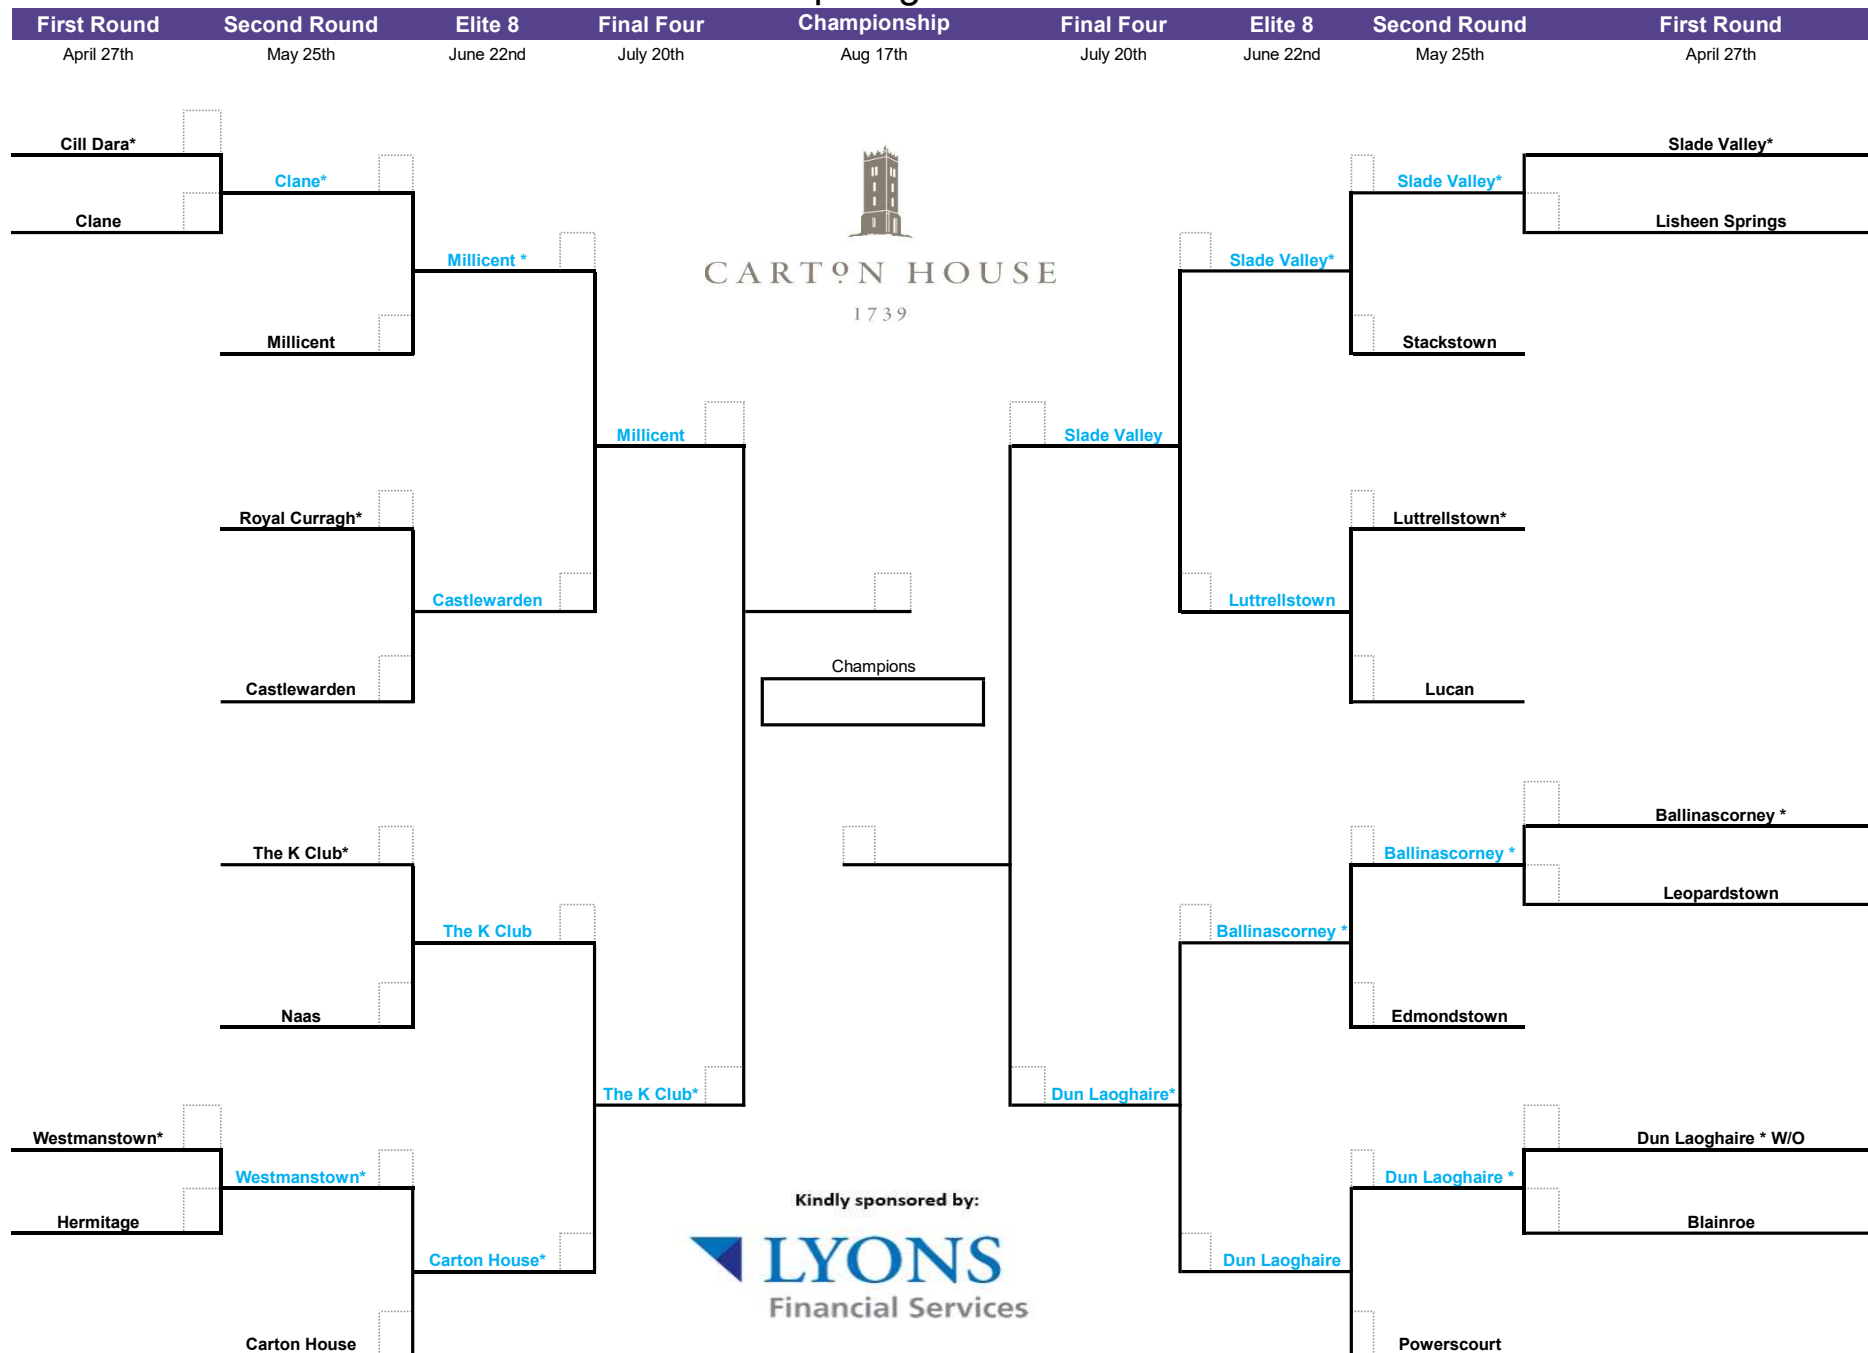 First Round Second Round Elite 8 Final Four Championship Final Four Elite 8 Second Round First Round
April 27th May 25th June 22nd July 20th Aug 17th July 20th June 22nd May 25th April 27th
Cill Dara* Slade Valley*
Clane* Slade Valley*
Clane Lisheen Springs
Millicent * Slade Valley*
CARTON HOUSE
1739
Millicent Stackstown
Millicent Slade Valley
Royal Curragh* Luttrellstown*
Castlewarden Luttrellstown
Champions
Castlewarden Lucan
Ballinascorney *
The K Club* Ballinascorney *
Leopardstown
The K Club Ballinascorney *
Naas Edmondstown
The K Club* Dun Laoghaire*
Westmanstown* Dun Laoghaire * W/O
Westmanstown* Dun Laoghaire *
Kindly sponsored by:
Hermitage Blainroe
LYONS
Carton House* Dun Laoghaire
Financial Services
Carton House Powerscourt